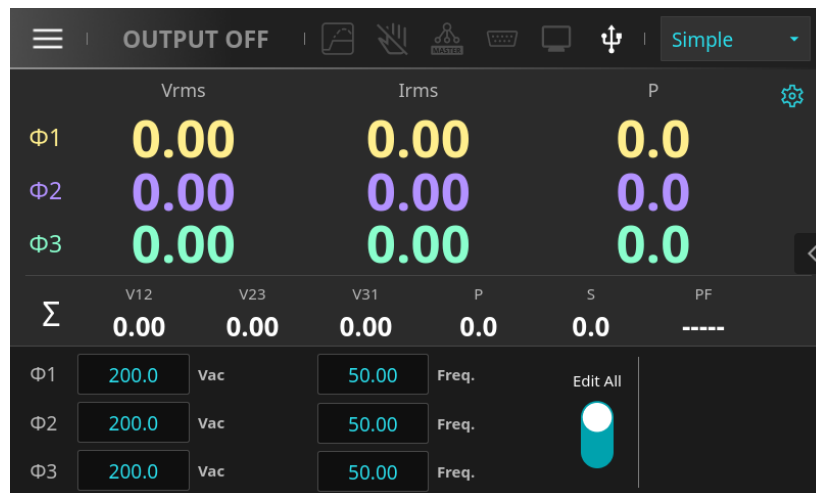 OUTPUT OFF MASTER Simple
Vrms Irms P
Φ1 0.00 0.00 0.0
Φ2 0.00 0.00 0.0
Φ3 0.00 0.00 0.0
V12 V23 V31 P S PF
Σ 0.00 0.00 0.00 0.0 0.0 -----
Φ1 200.0 Vac 50.00 Freq. Edit All
Φ2 200.0 Vac 50.00 Freq.
Φ3 200.0 Vac 50.00 Freq.